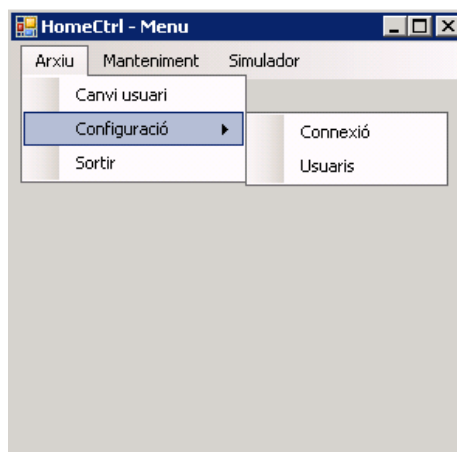 HomeCtrl - Menu
Arxiu Manteniment Simulador
Canvi usuari
Configuració Connexió
Sortir Usuaris